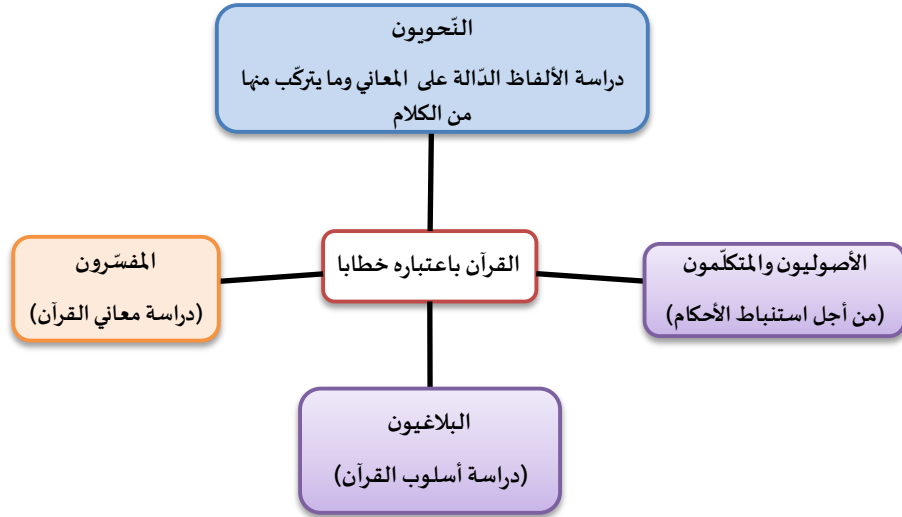 النّحويون
دراسة الألفاظ الدّالة على المعاني وما يتركّب منها
من الكلام
القرآن باعتباره خطابا
الأصوليون والمتكلّمون
(من أجل استنباط الأحكام)
المفسّرون
(دراسة معاني القرآن)
البلاغيون
(دراسة أسلوب القرآن)